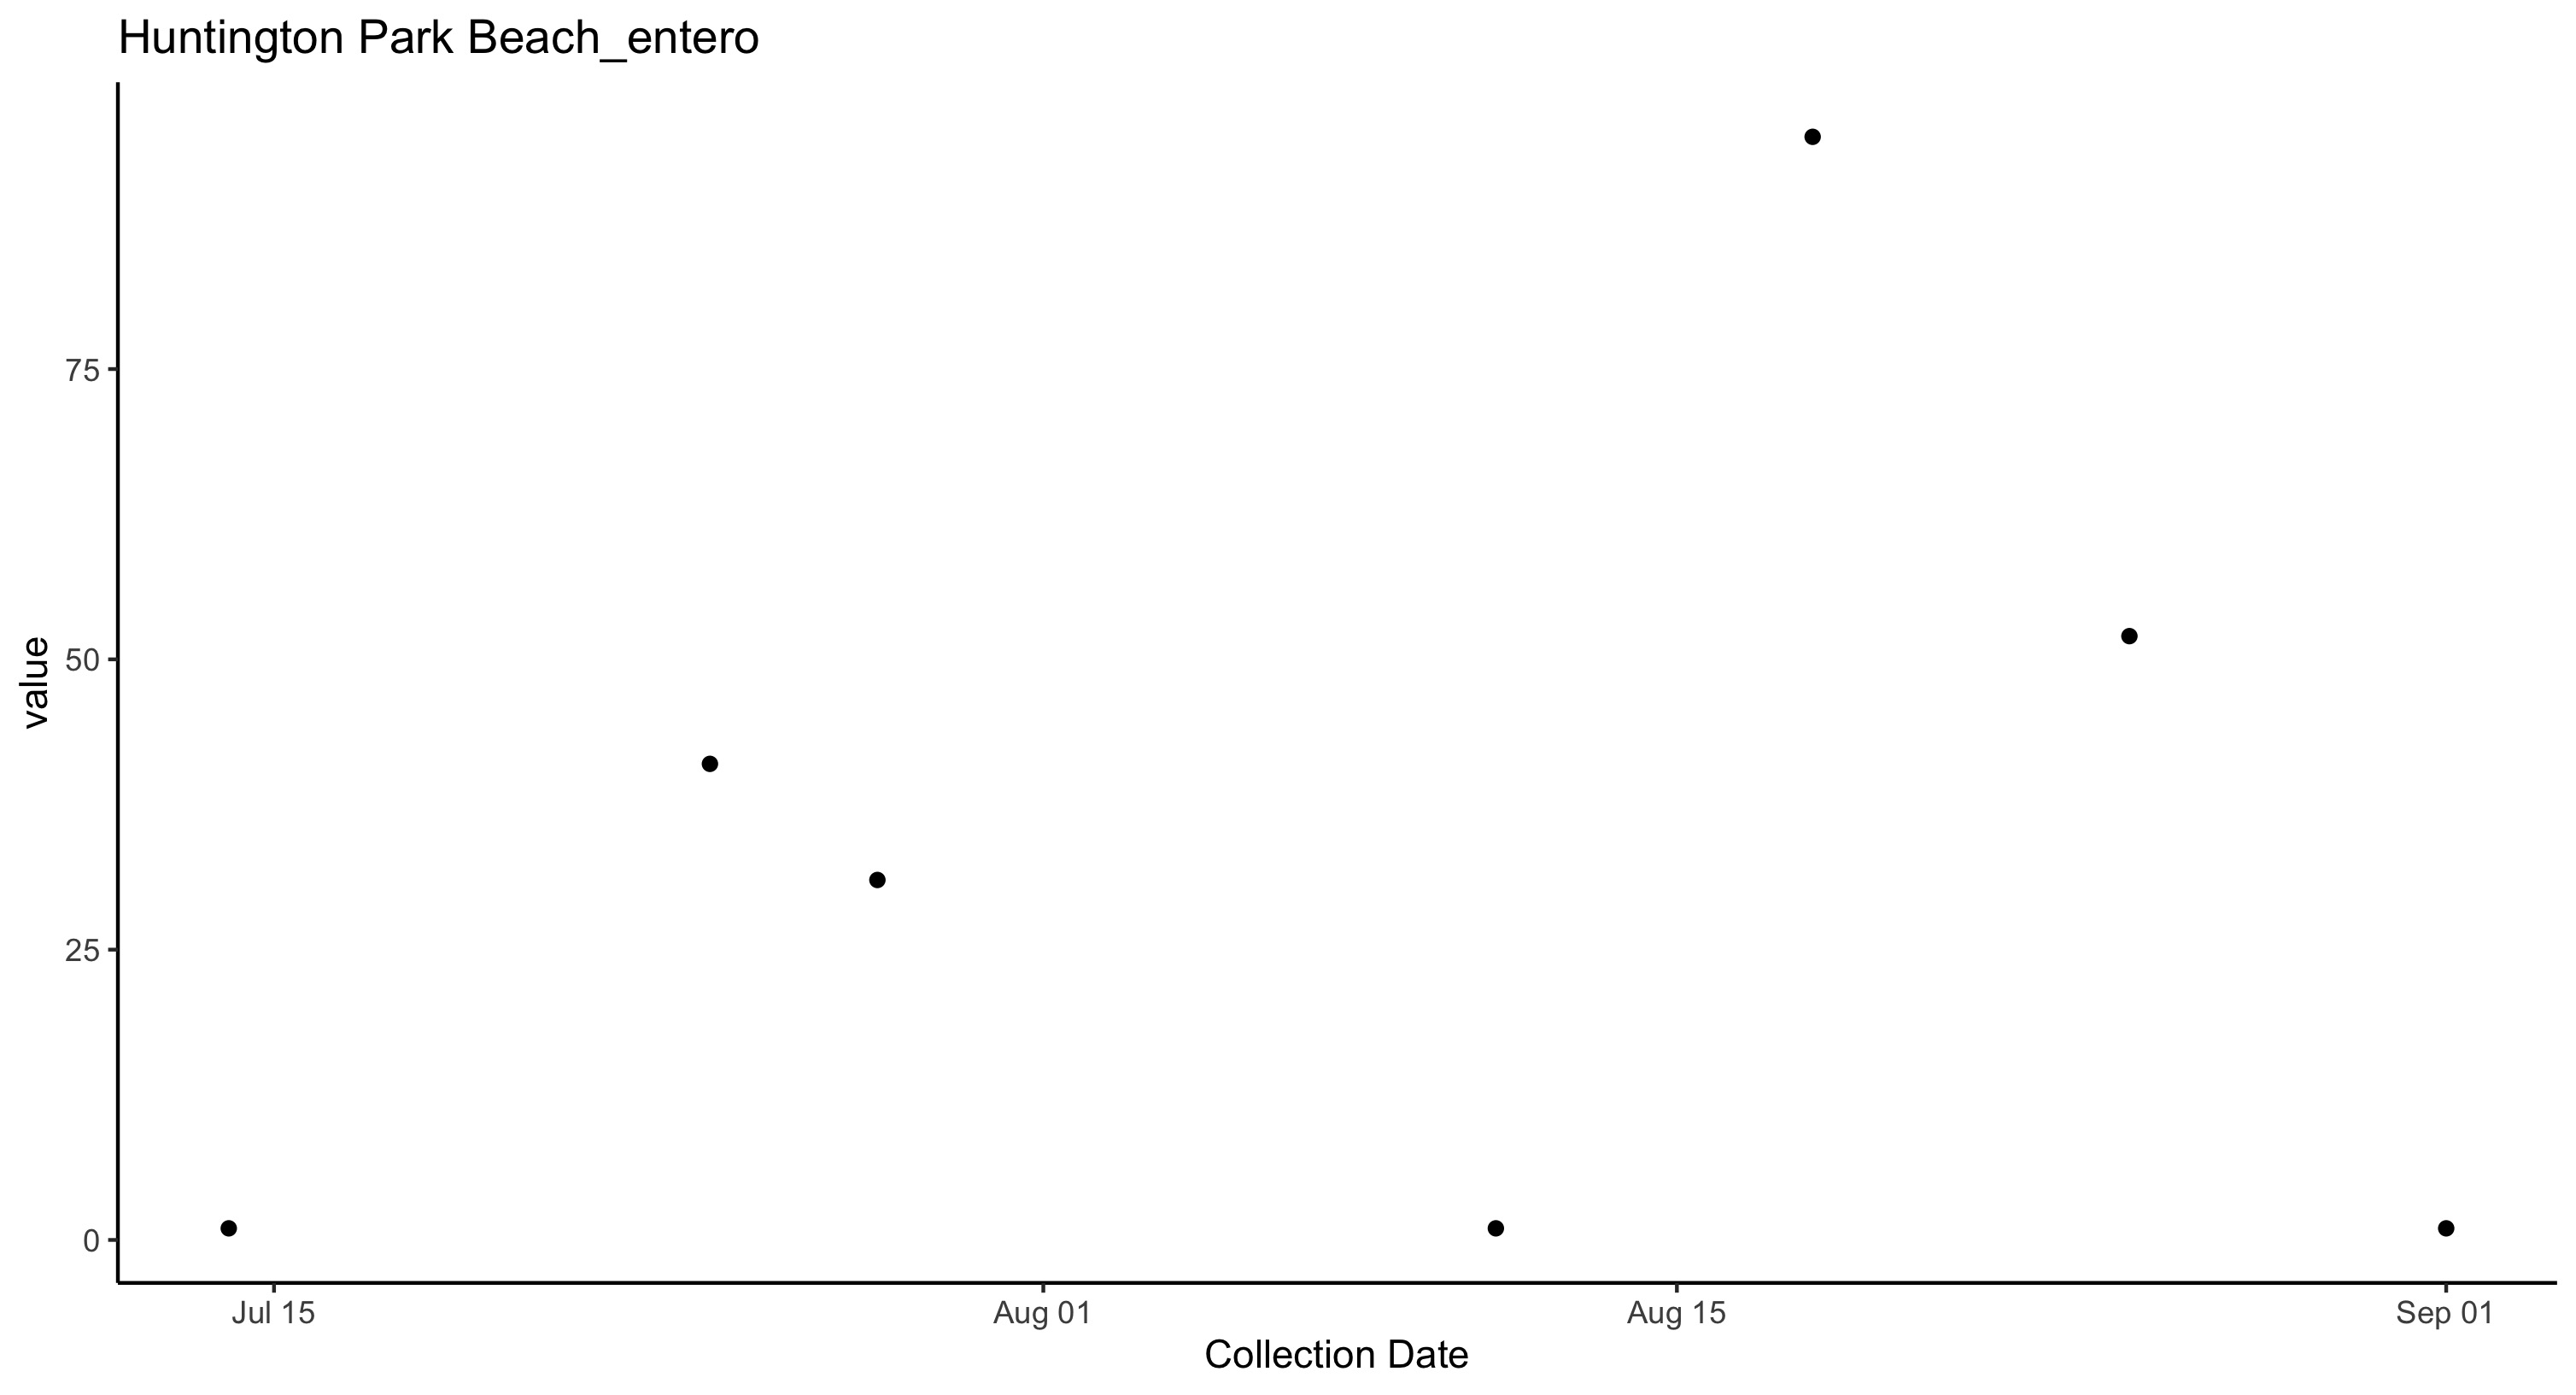 Huntington Park Beach_entero
75
50
25
0
value
Jul 15
Aug 01
Aug 15
Sep 01
Collection Date